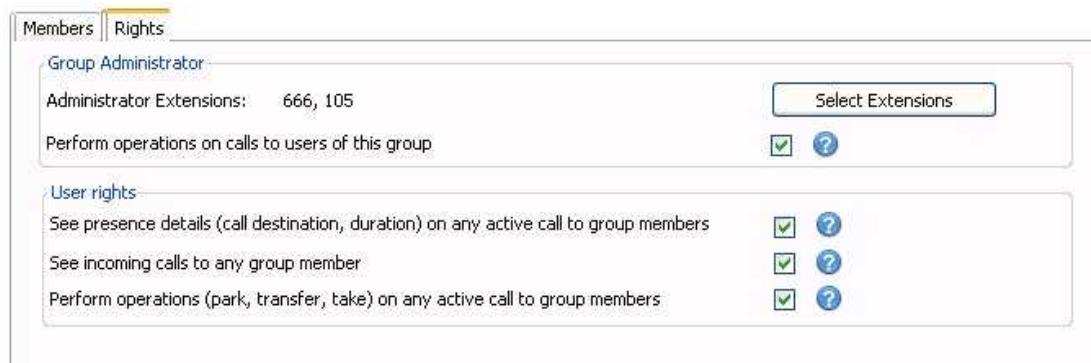 Members Rights
Group Administrator
Administrator Extensions: 666, 105 Select Extensions
Perform operations on calls to users of this group ?
User rights
See presence details (call destination, duration) on any active call to group members ?
See incoming calls to any group member ?
Perform operations (park, transfer, take) on any active call to group members ?